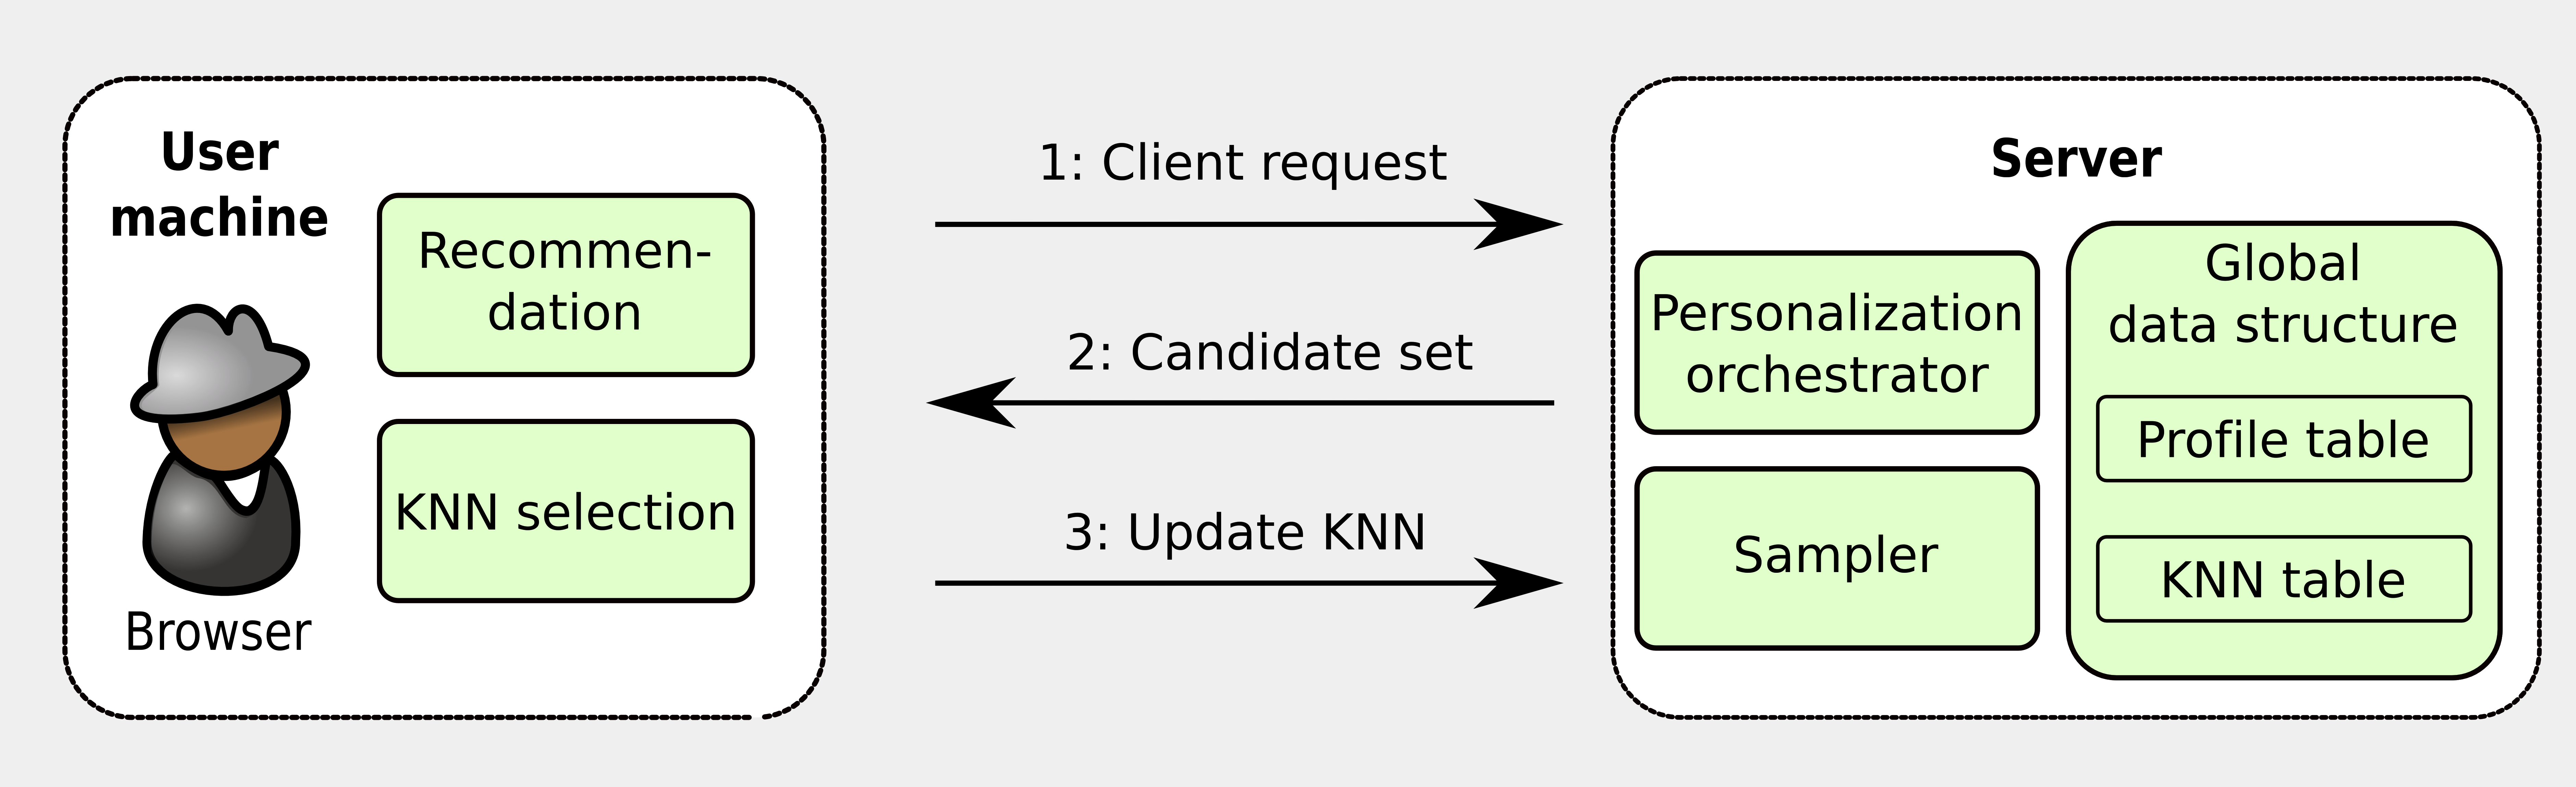 User
machine
Recommen-
dation
KNN selection
Browser
1: Client request
2: Candidate set
3: Update KNN
Server
Personalization
orchestrator
Sampler
Global
data structure
Profile table
KNN table